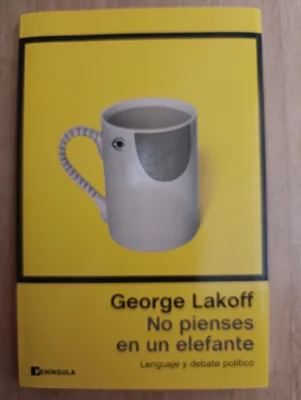 George Lakoff
No pienses
en un elefante
Lenguaje y debate político
PENÍNSULA